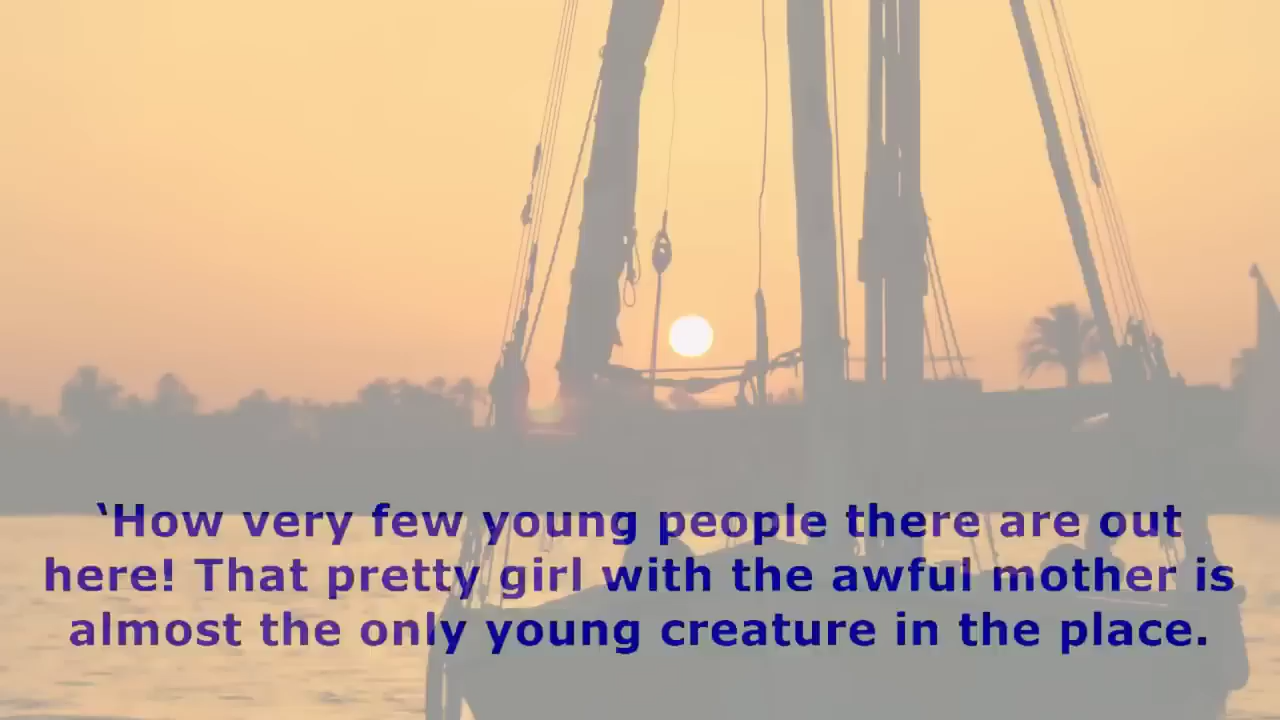 ‘How very few young people there are out
here! That pretty girl with the awful mother is
almost the only young creature in the place.